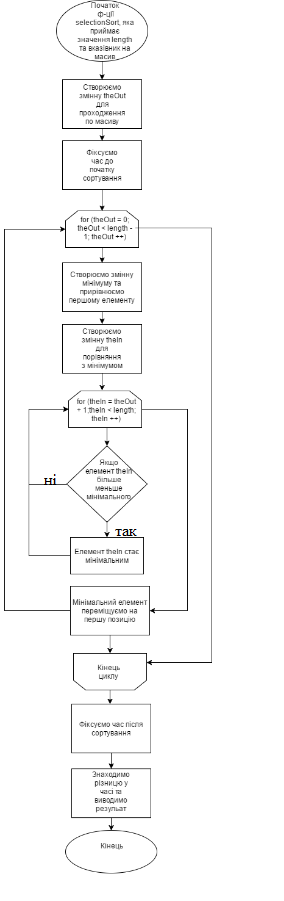 Початок
ф-ції
selectionSort, яка
приймає
значення length
та вказівник на
масив
Створюємо
змінну theOut
для
проходження
по масиву
Фіксуємо
час до
початку
сортування
for (theOut = 0;
theOut < length -
1; theOut ++)
Створюємо змінну
мінімуму та
прирівнюємо
першому елементу
Створюємо
змінну theIn
для
порівняння
з мінімумом
for (theIn = theOut
+ 1;theIn < length;
theIn ++)
Якщо
елемент theIn
більше
меньше
мінімального
ні
так
Елемент theIn стає
мінімальним
Мінімальний елемент
переміщуємо на
першу позицію
Кінець
циклу
Фіксуємо час після
сортування
Знаходимо
різницю у
часі та
виводимо
результат
Кінець